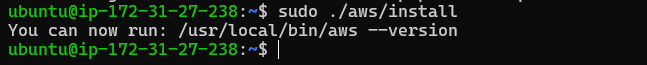 ubuntu@ip-172-31-27-238:~$ sudo ./aws/install
You can now run: /usr/local/bin/aws --version
ubuntu@ip-172-31-27-238:~$